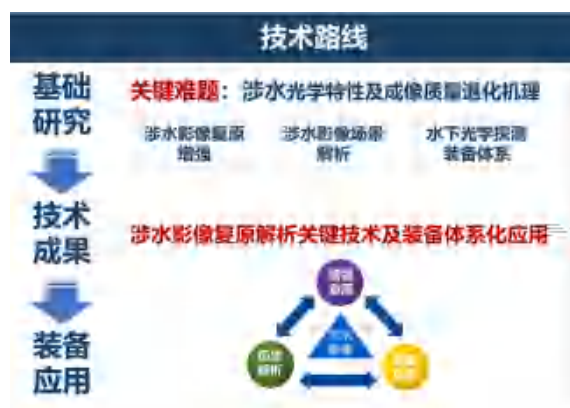 技术路线
基础
研究
关键难题：涉水光学特性及成像质量退化机理
涉水影像复原
增强
涉水影像场景
解析
水下光学探测
装备体系
技术
成果
涉水影像复原解析关键技术及装备体系化应用
装备
应用
解析